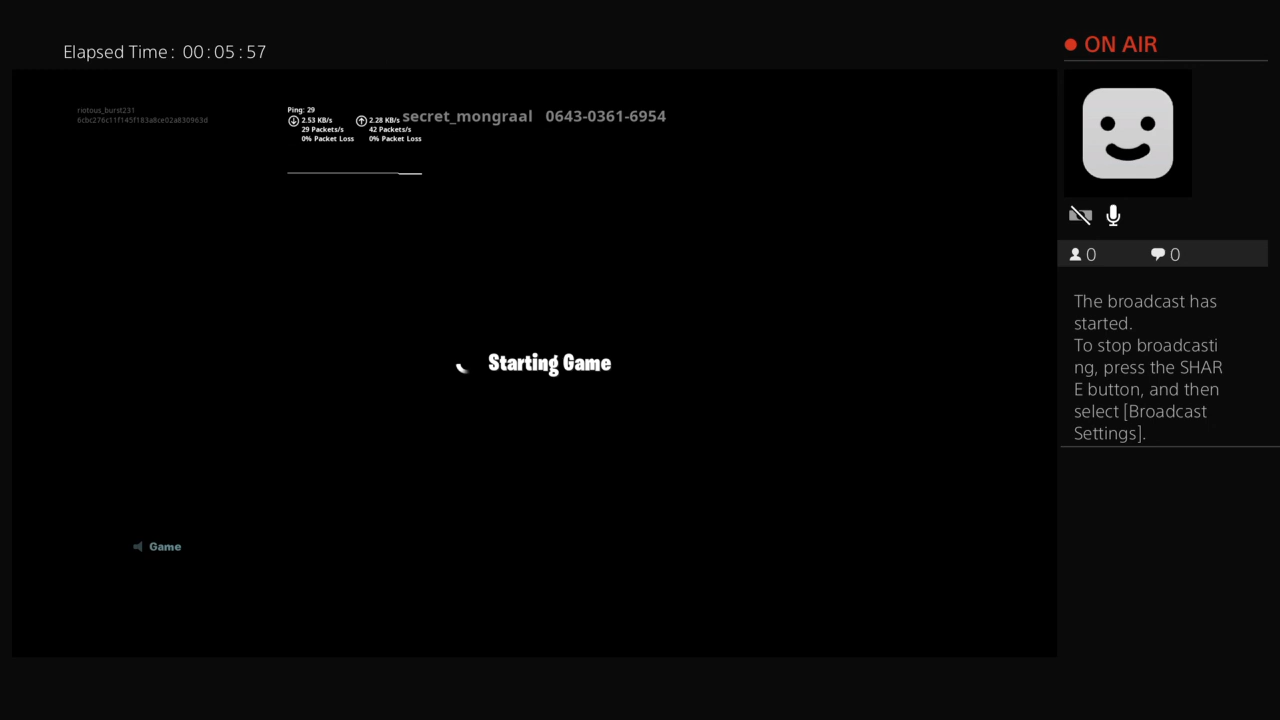 Elapsed Time: 00:05:57
ON AIR
riotous_burst231
6cbc276c11f145f183a8ce02a830963d
Ping: 29
2.53 KB/s 2.28 KB/s
29 Packets/s 42 Packets/s
0% Packet Loss 0% Packet Loss
secret_mongraal 0643-0361-6954
0 0
The broadcast has
started.
To stop broadcasti
ng, press the SHAR
E button, and then
select [Broadcast
Settings].
Starting Game
Game